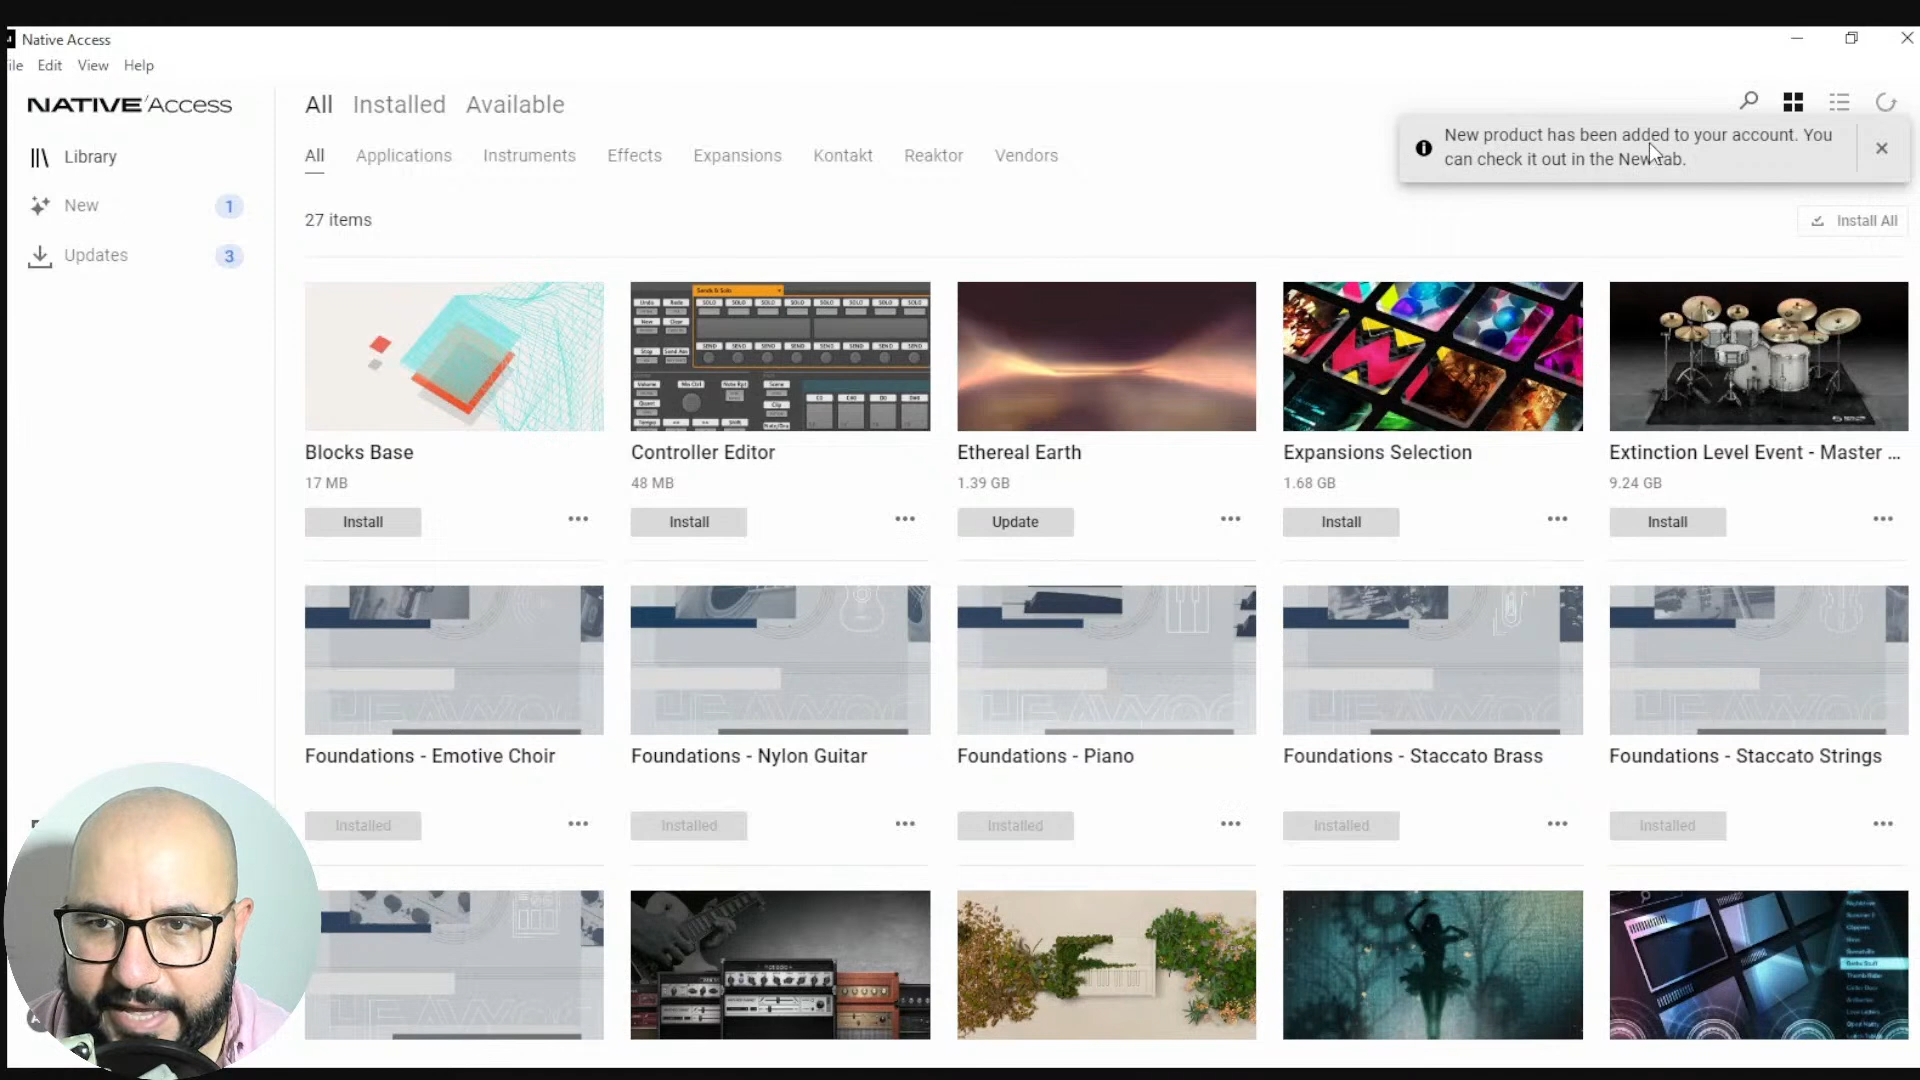 Native Access
ile Edit View Help
NATIVE Access
Library
New 1
Updates 3
All Installed Available
All Applications Instruments Effects Expansions Kontakt Reaktor Vendors
New product has been added to your account. You
can check it out in the New tab.
27 items
Install All
Blocks Base
17 MB
Install
Controller Editor
48 MB
Install
Ethereal Earth
1.39 GB
Update
Expansions Selection
1.68 GB
Install
Extinction Level Event - Master ...
9.24 GB
Install
Foundations - Emotive Choir
Installed
Foundations - Nylon Guitar
Installed
Foundations - Piano
Installed
Foundations - Staccato Brass
Installed
Foundations - Staccato Strings
Installed